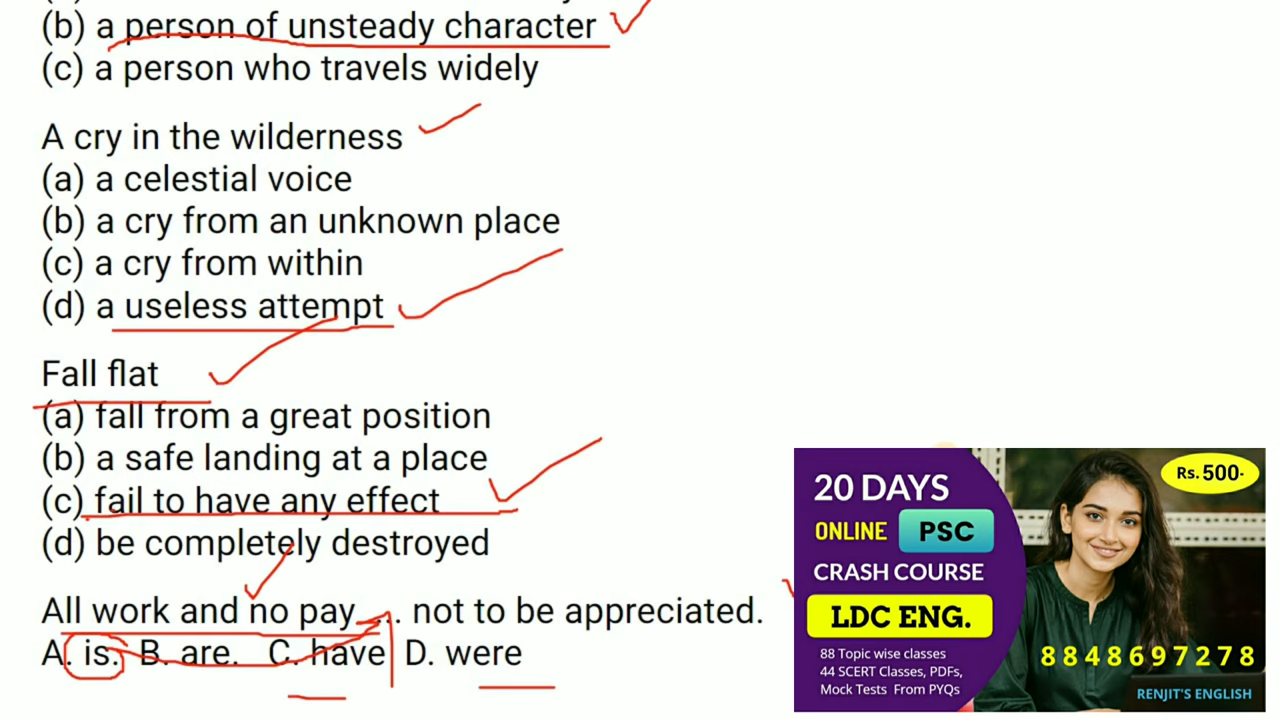 (b) a person of unsteady character
(c) a person who travels widely
A cry in the wilderness
(a) a celestial voice
(b) a cry from an unknown place
(c) a cry from within
(d) a useless attempt
Fall flat
(a) fall from a great position
(b) a safe landing at a place
(c) fail to have any effect
(d) be completely destroyed
All work and no pay .... not to be appreciated.
A. is. B. are. C. have D. were
Rs. 500-
20 DAYS
ONLINE PSC
CRASH COURSE
LDC ENG.
88 Topic wise classes
44 SCERT Classes, PDFs,
Mock Tests From PYQs
8848697278
RENJIT'S ENGLISH